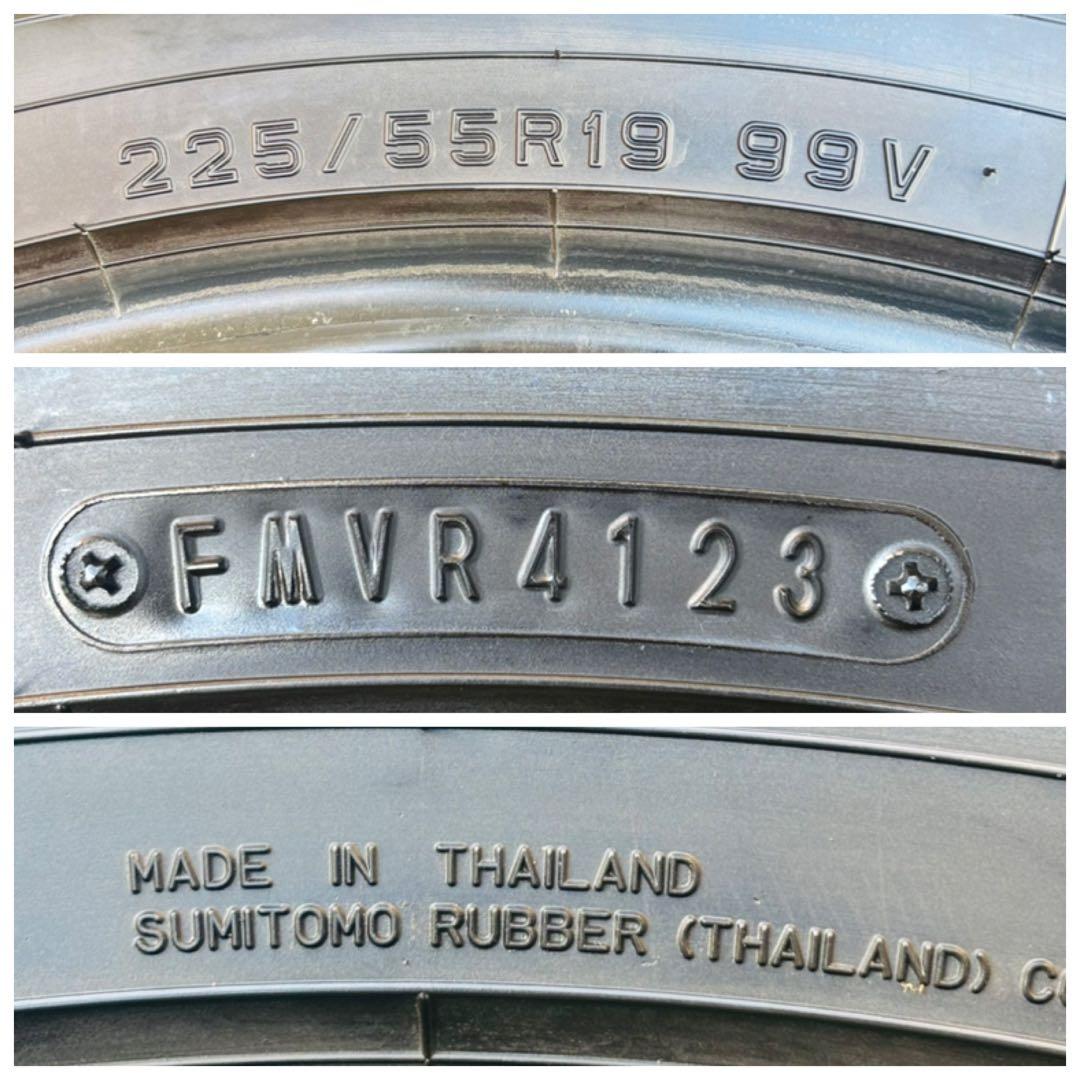 225/55R19 99V
FMVR4123
MADE IN THAILAND
SUMITOMO RUBBER (THAILAND)